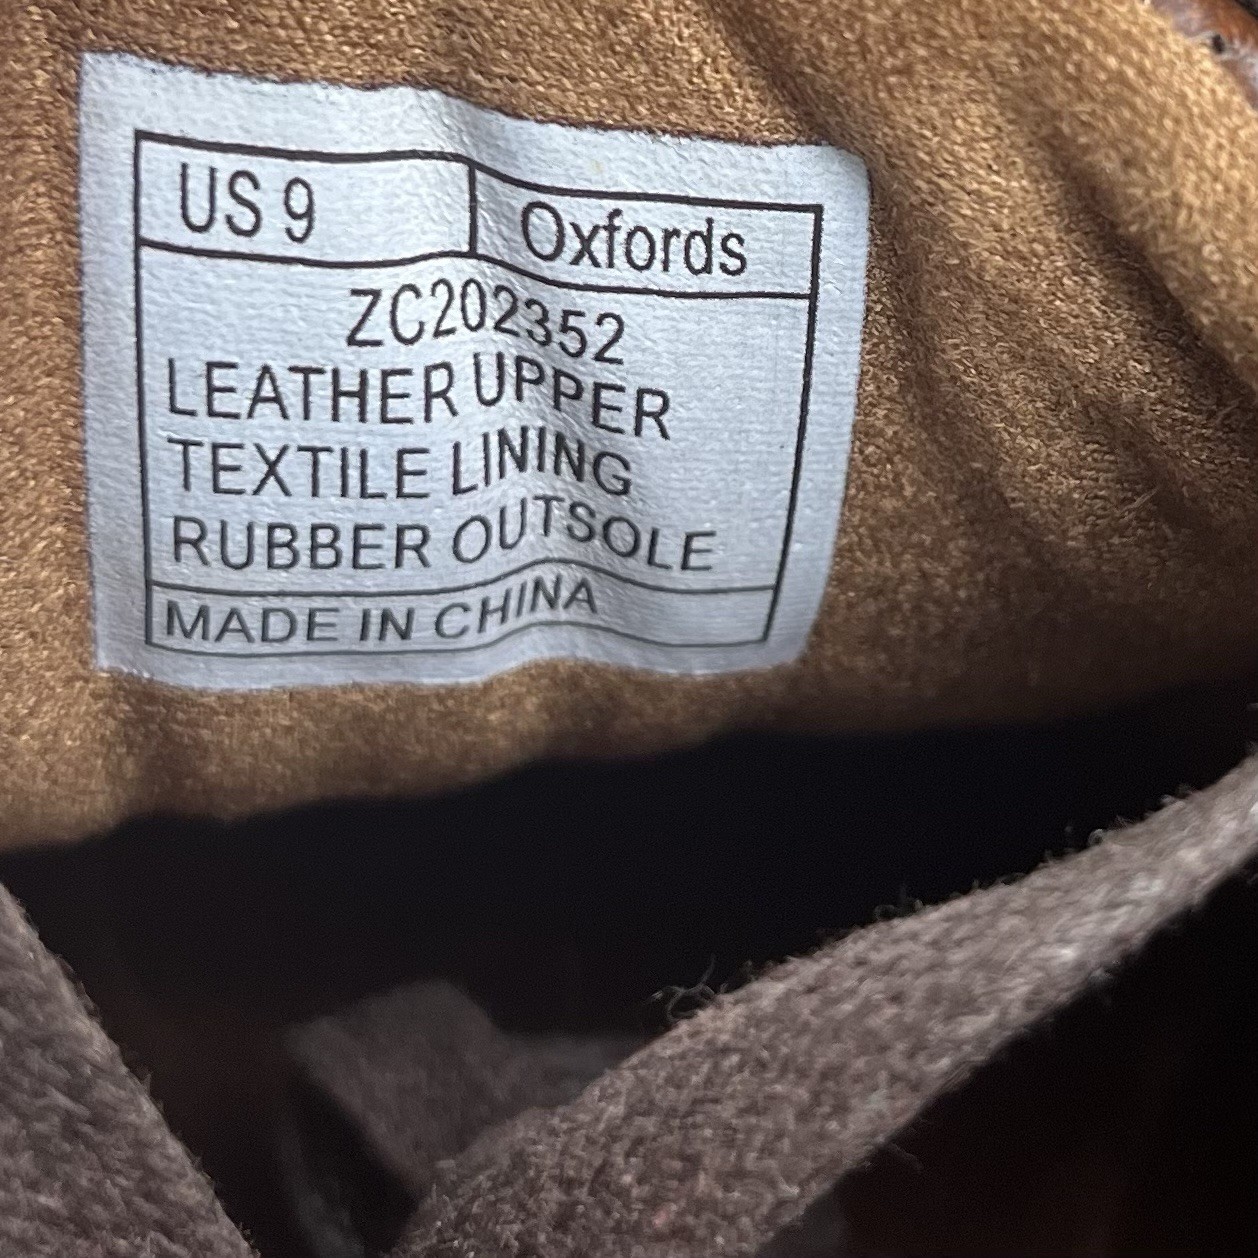 US 9 Oxfords
ZC202352
LEATHER UPPER
TEXTILE LINING
RUBBER OUTSOLE
MADE IN CHINA